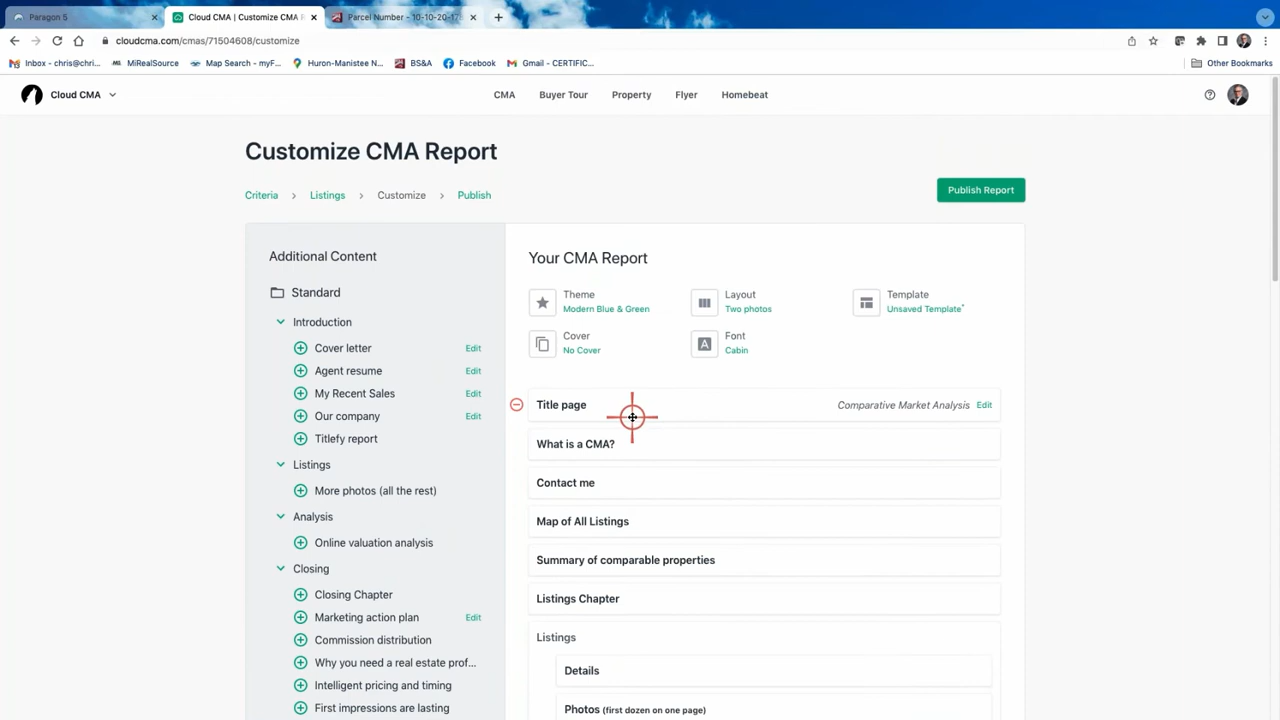 Paragon 5
Cloud CMA | Customize CMA R
Parcel Number - 10-10-20-17
cloudcma.com/cmas/71504608/customize
Inbox - chris@chri...
MiRealSource
Map Search - myF...
Huron-Manistee N...
BS&A
Facebook
Gmail - CERTIFIC...
Other Bookmarks
Cloud CMA
CMA
Buyer Tour
Property
Flyer
Homebeat
Customize CMA Report
Criteria > Listings > Customize > Publish
Publish Report
Additional Content
Standard
Introduction
Cover letter Edit
Agent resume Edit
My Recent Sales Edit
Our company Edit
Titlefy report
Listings
More photos (all the rest)
Analysis
Online valuation analysis
Closing
Closing Chapter
Marketing action plan Edit
Commission distribution
Why you need a real estate prof...
Intelligent pricing and timing
First impressions are lasting
Your CMA Report
Theme
Modern Blue & Green
Layout
Two photos
Template
Unsaved Template*
Cover
No Cover
Font
Cabin
Title page Comparative Market Analysis Edit
What is a CMA?
Contact me
Map of All Listings
Summary of comparable properties
Listings Chapter
Listings
Details
Photos (first dozen on one page)